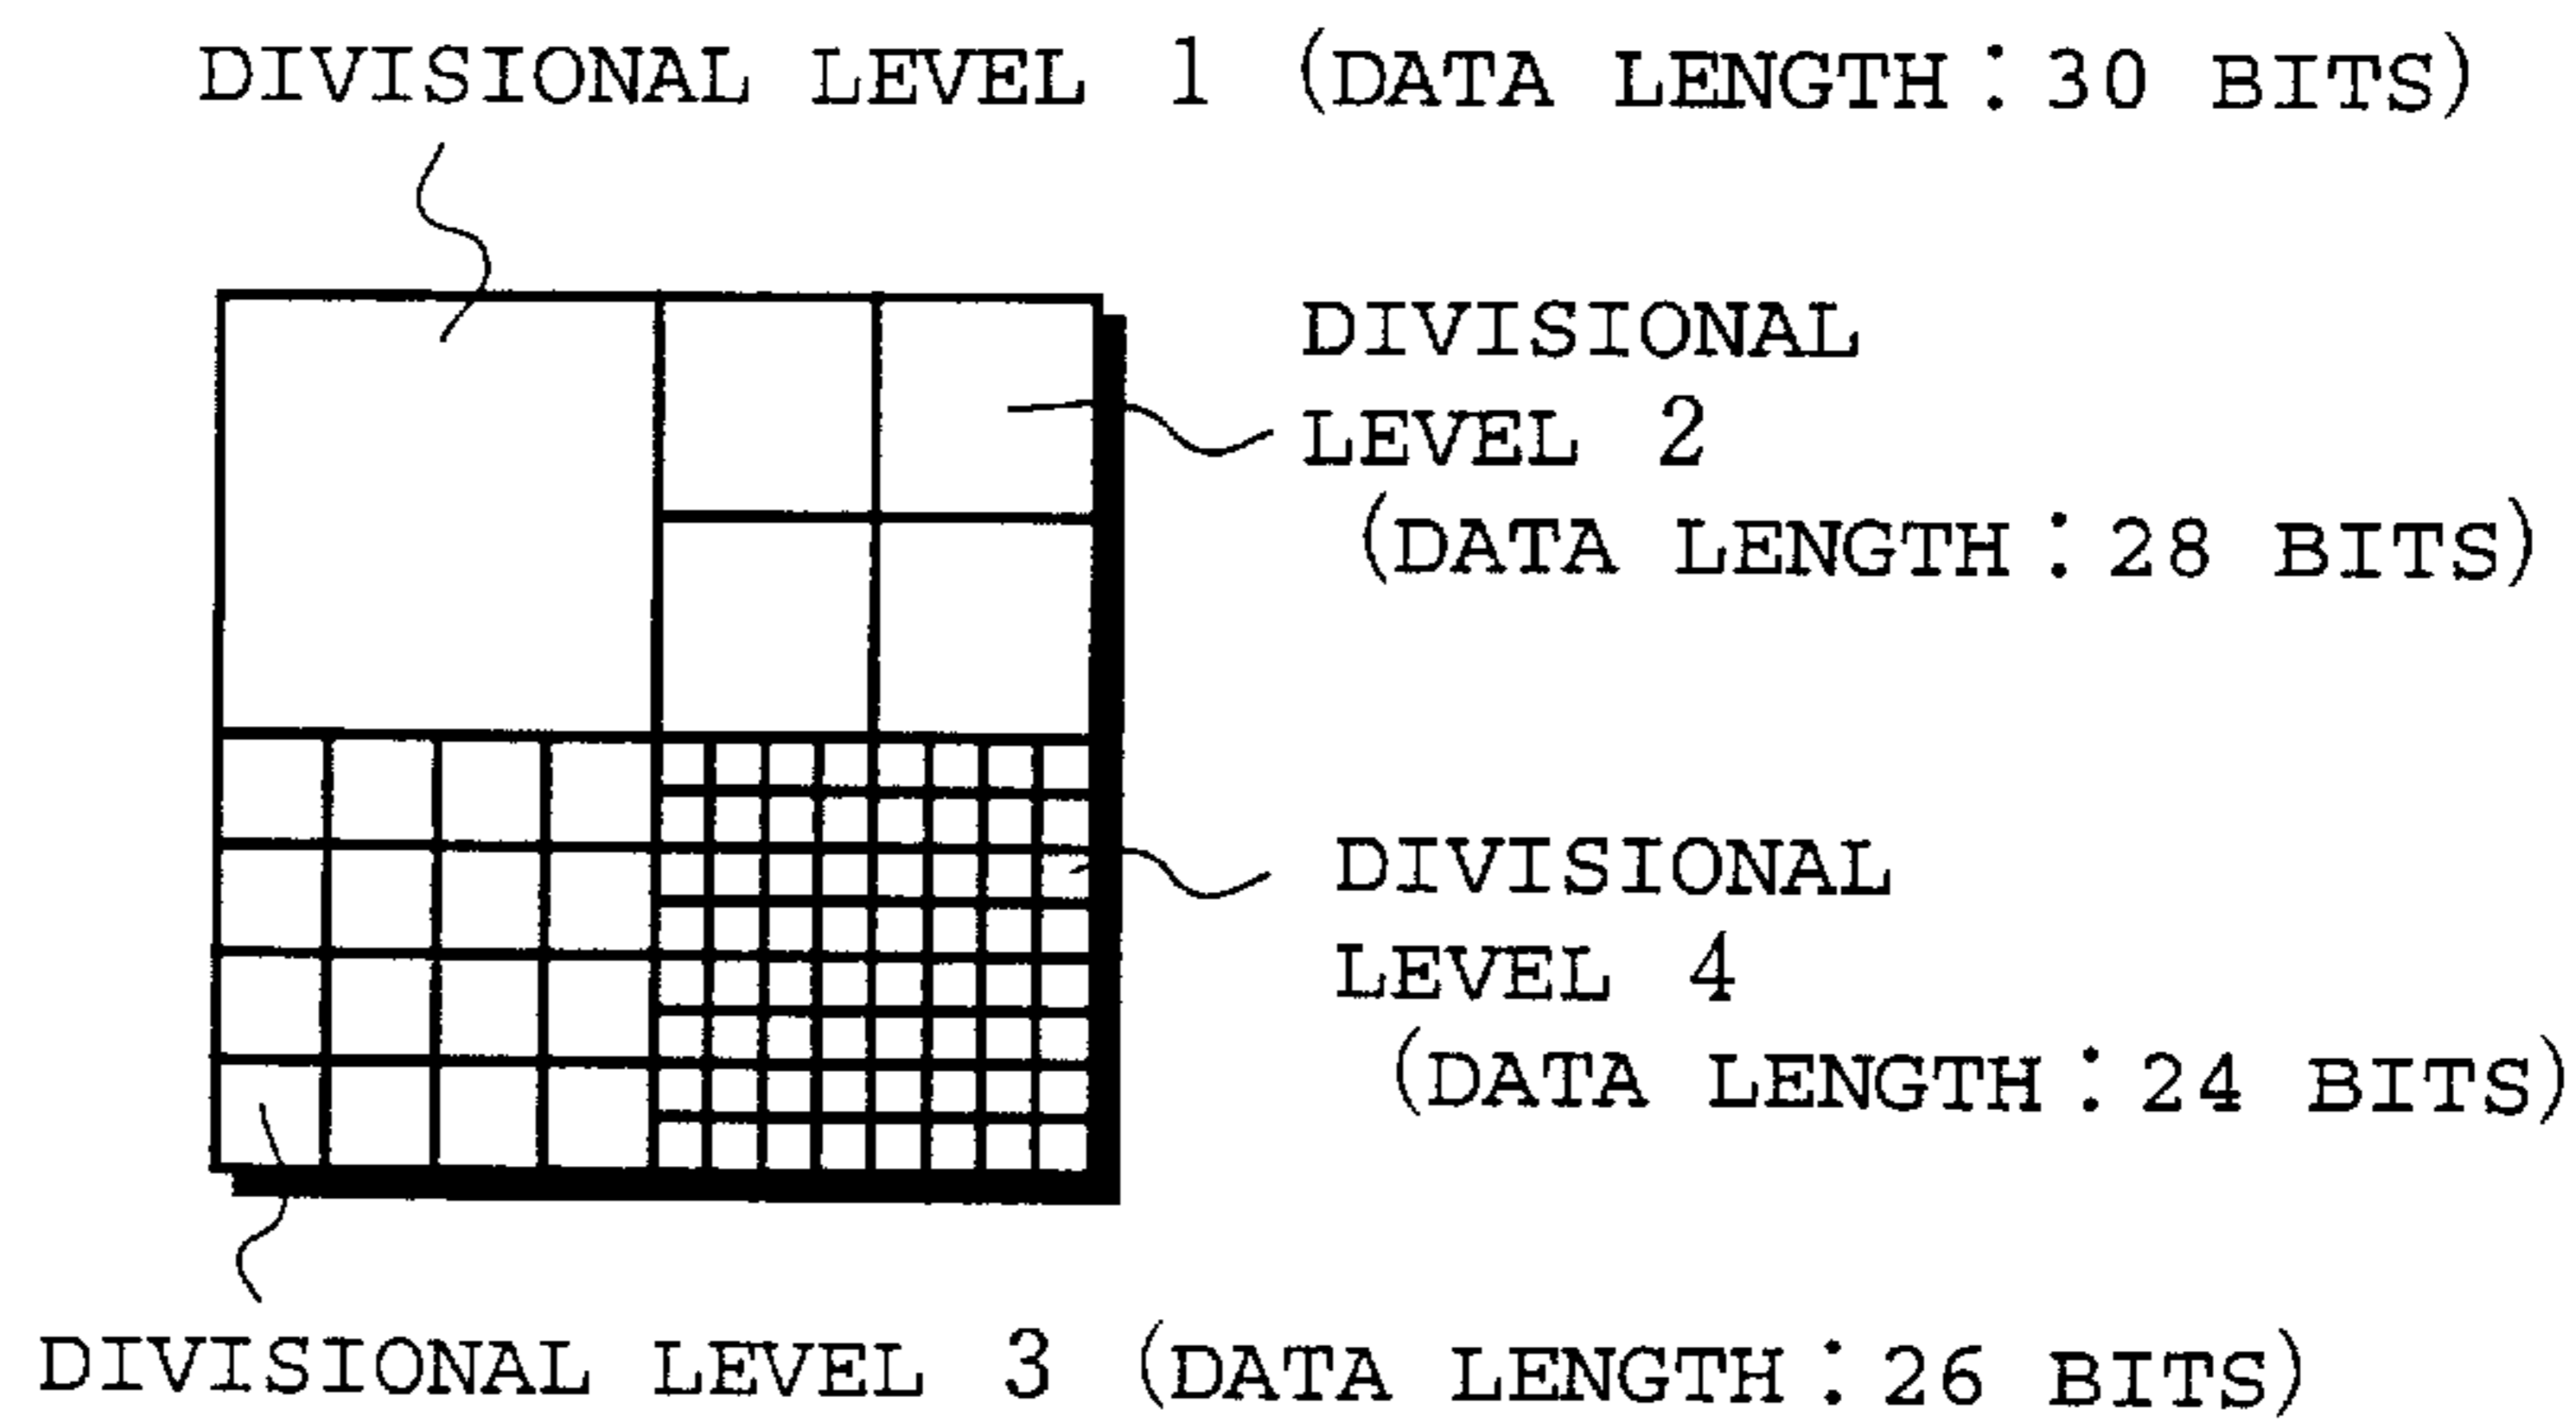 DIVISIONAL LEVEL 1 (DATA LENGTH:30 BITS)
DIVISIONAL
LEVEL 2
(DATA LENGTH:28 BITS)
DIVISIONAL
LEVEL 4
(DATA LENGTH:24 BITS)
DIVISIONAL LEVEL 3 (DATA LENGTH:26 BITS)